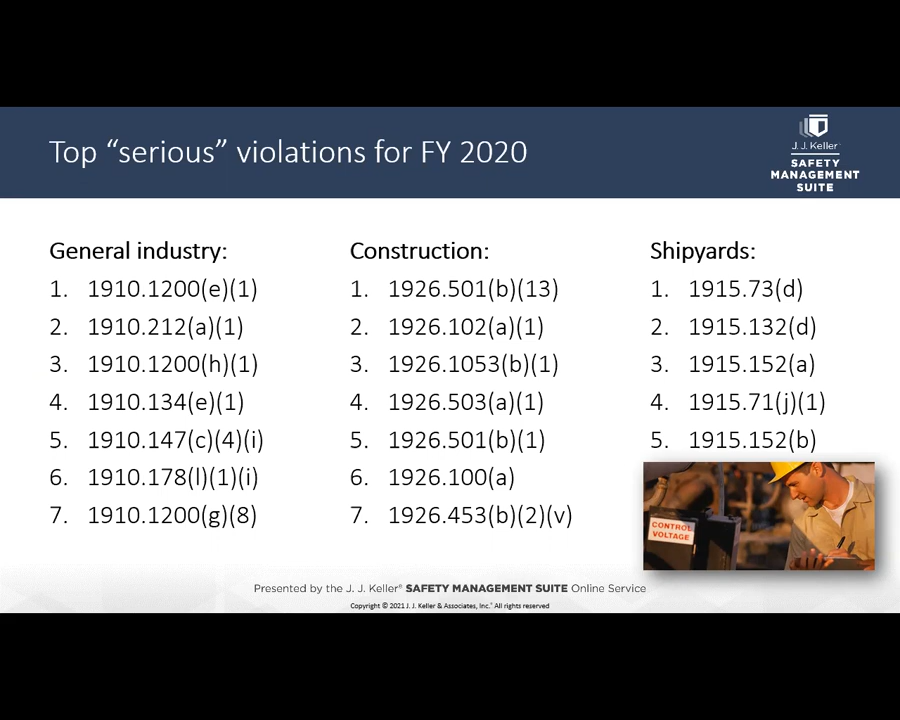 Top “serious” violations for FY 2020
J. J. Keller
SAFETY
MANAGEMENT
SUITE
General industry:
1. 1910.1200(e)(1)
2. 1910.212(a)(1)
3. 1910.1200(h)(1)
4. 1910.134(e)(1)
5. 1910.147(c)(4)(i)
6. 1910.178(l)(1)(i)
7. 1910.1200(g)(8)
Construction:
1. 1926.501(b)(13)
2. 1926.102(a)(1)
3. 1926.1053(b)(1)
4. 1926.503(a)(1)
5. 1926.501(b)(1)
6. 1926.100(a)
7. 1926.453(b)(2)(v)
Shipyards:
1. 1915.73(d)
2. 1915.132(d)
3. 1915.152(a)
4. 1915.71(j)(1)
5. 1915.152(b)
CONTROL
VOLTAGE
Presented by the J. J. Keller® SAFETY MANAGEMENT SUITE Online Service
Copyright © 2021 J. J. Keller & Associates, Inc.® All rights reserved